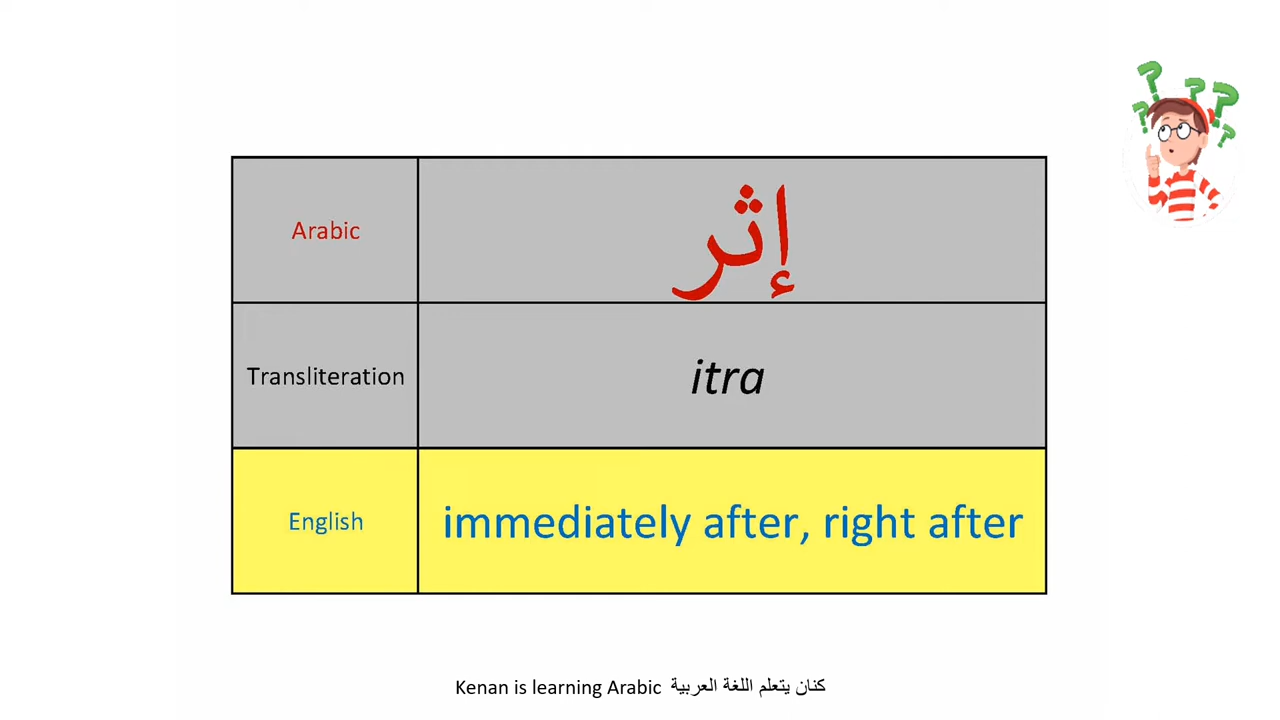 Arabic إثر
Transliteration itra
English immediately after, right after
Kenan is learning Arabic كنان يتعلم اللغة العربية